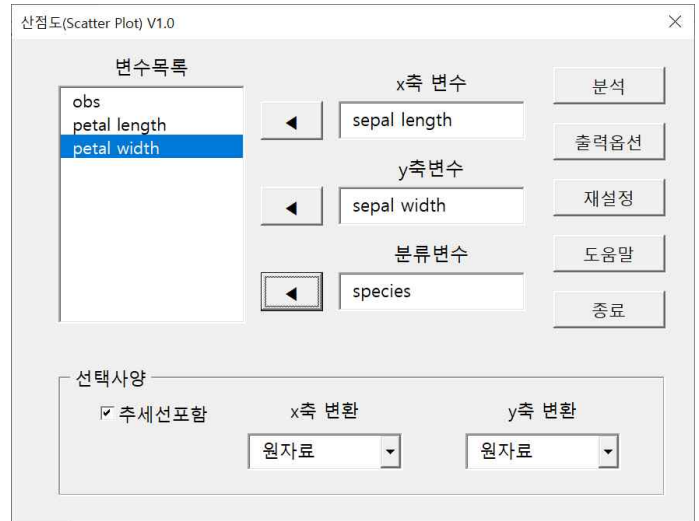 산점도(Scatter Plot) V1.0
변수목록
obs
petal length
petal width
x축 변수
sepal length
y축변수
sepal width
분류변수
species
분석
출력옵션
재설정
도움말
종료
선택사양
추세선포함
x축 변환
원자료
y축 변환
원자료